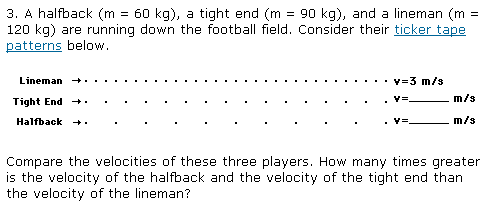 3. A halfback (m = 60 kg), a tight end (m = 90 kg), and a lineman (m =
120 kg) are running down the football field. Consider their ticker tape
patterns below.
Lineman → v=3 m/s
Tight End → v=______ m/s
Halfback → v=______ m/s
Compare the velocities of these three players. How many times greater
is the velocity of the halfback and the velocity of the tight end than
the velocity of the lineman?